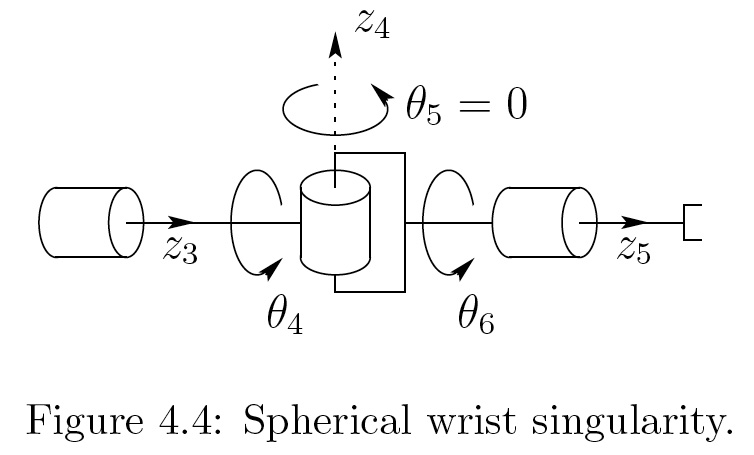 z₄
θ₅ = 0
z₃
z₅
θ₄
θ₆
Figure 4.4: Spherical wrist singularity.